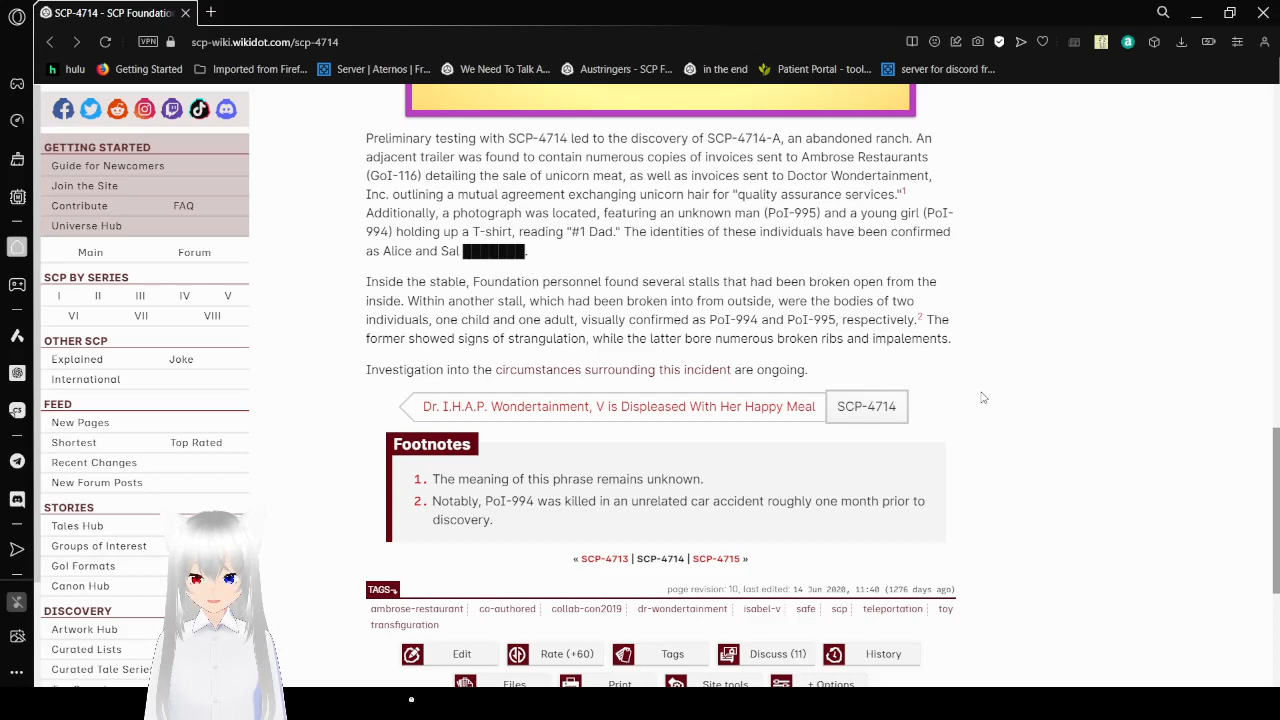 SCP-4714 - SCP Foundation
scp-wiki.wikidot.com/scp-4714
VPN
hulu
Getting Started
Imported from Firef...
Server | Aternos | Fr...
We Need To Talk A...
Austringers - SCP F...
in the end
Patient Portal - tool...
server for discord fr...
GETTING STARTED
Guide for Newcomers
Join the Site
Contribute FAQ
Universe Hub
Main Forum
SCP BY SERIES
I II III IV V
VI VII VIII
OTHER SCP
Explained Joke
International
FEED
New Pages
Shortest Top Rated
Recent Changes
New Forum Posts
STORIES
Tales Hub
Groups of Interest
GoI Formats
Canon Hub
DISCOVERY
Artwork Hub
Curated Lists
Curated Tale Serie
Preliminary testing with SCP-4714 led to the discovery of SCP-4714-A, an abandoned ranch. An
adjacent trailer was found to contain numerous copies of invoices sent to Ambrose Restaurants
(GoI-116) detailing the sale of unicorn meat, as well as invoices sent to Doctor Wondertainment,
Inc. outlining a mutual agreement exchanging unicorn hair for "quality assurance services."1
Additionally, a photograph was located, featuring an unknown man (PoI-995) and a young girl (PoI-
994) holding up a T-shirt, reading "#1 Dad." The identities of these individuals have been confirmed
as Alice and Sal ███████.
Inside the stable, Foundation personnel found several stalls that had been broken open from the
inside. Within another stall, which had been broken into from outside, were the bodies of two
individuals, one child and one adult, visually confirmed as PoI-994 and PoI-995, respectively.2 The
former showed signs of strangulation, while the latter bore numerous broken ribs and impalements.
Investigation into the circumstances surrounding this incident are ongoing.
Dr. I.H.A.P. Wondertainment, V is Displeased With Her Happy Meal SCP-4714
Footnotes
1. The meaning of this phrase remains unknown.
2. Notably, PoI-994 was killed in an unrelated car accident roughly one month prior to
discovery.
« SCP-4713 | SCP-4714 | SCP-4715 »
TAGS
page revision: 10, last edited: 14 Jun 2020, 11:40 (1276 days ago)
ambrose-restaurant co-authored collab-con2019 dr-wondertainment isabel-v safe scp teleportation toy
transfiguration
Edit Rate (+60) Tags Discuss (11) History
Files Print Site tools + Options